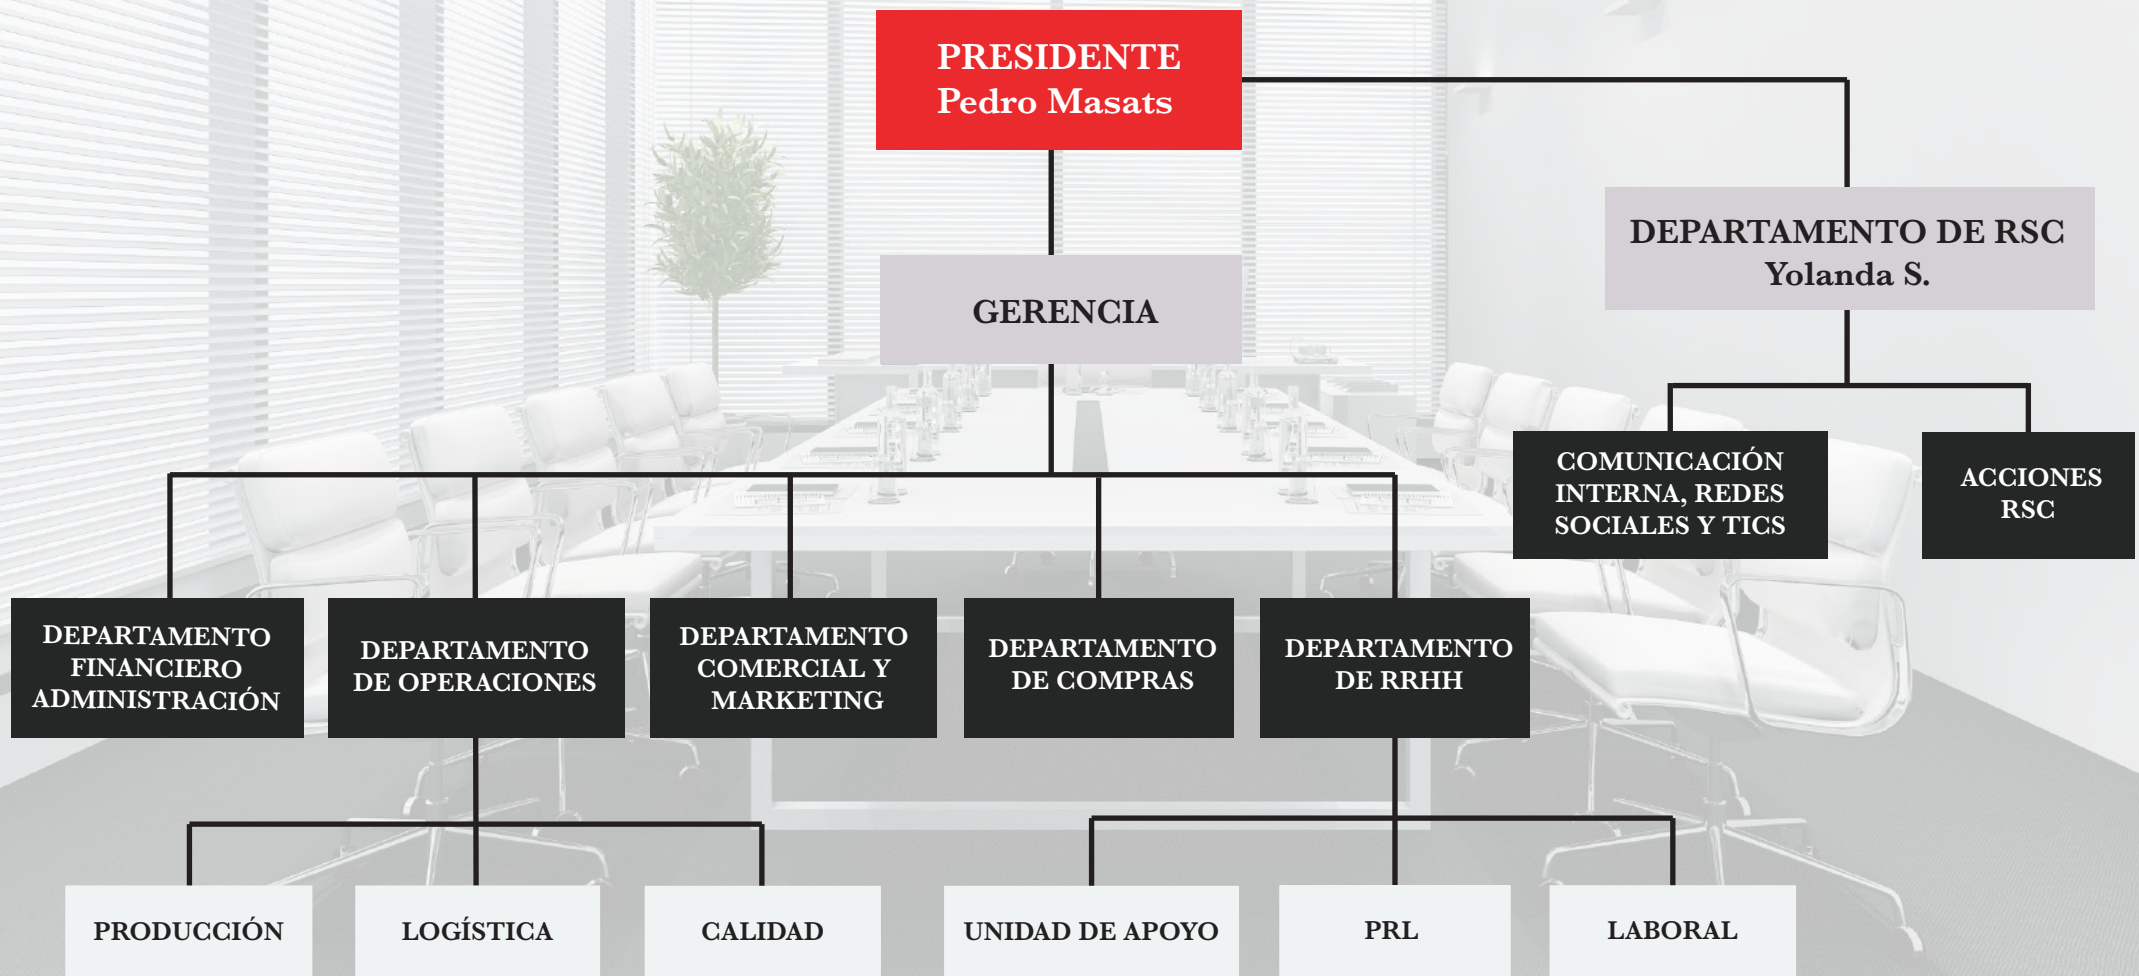 PRESIDENTE
Pedro Masats
DEPARTAMENTO DE RSC
Yolanda S.
GERENCIA
COMUNICACIÓN
INTERNA, REDES
SOCIALES Y TICS
ACCIONES
RSC
DEPARTAMENTO
FINANCIERO
ADMINISTRACIÓN
DEPARTAMENTO
DE OPERACIONES
DEPARTAMENTO
COMERCIAL Y
MARKETING
DEPARTAMENTO
DE COMPRAS
DEPARTAMENTO
DE RRHH
PRODUCCIÓN
LOGÍSTICA
CALIDAD
UNIDAD DE APOYO
PRL
LABORAL